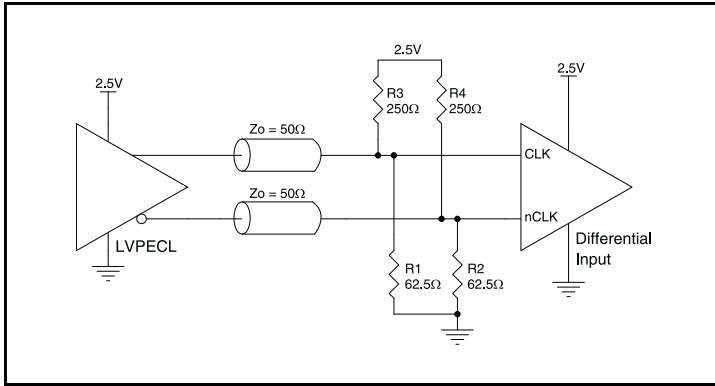 2.5V
2.5V
2.5V
R3
250Ω
R4
250Ω
Zo = 50Ω
CLK
Zo = 50Ω
nCLK
LVPECL
Differential
Input
R1
62.5Ω
R2
62.5Ω